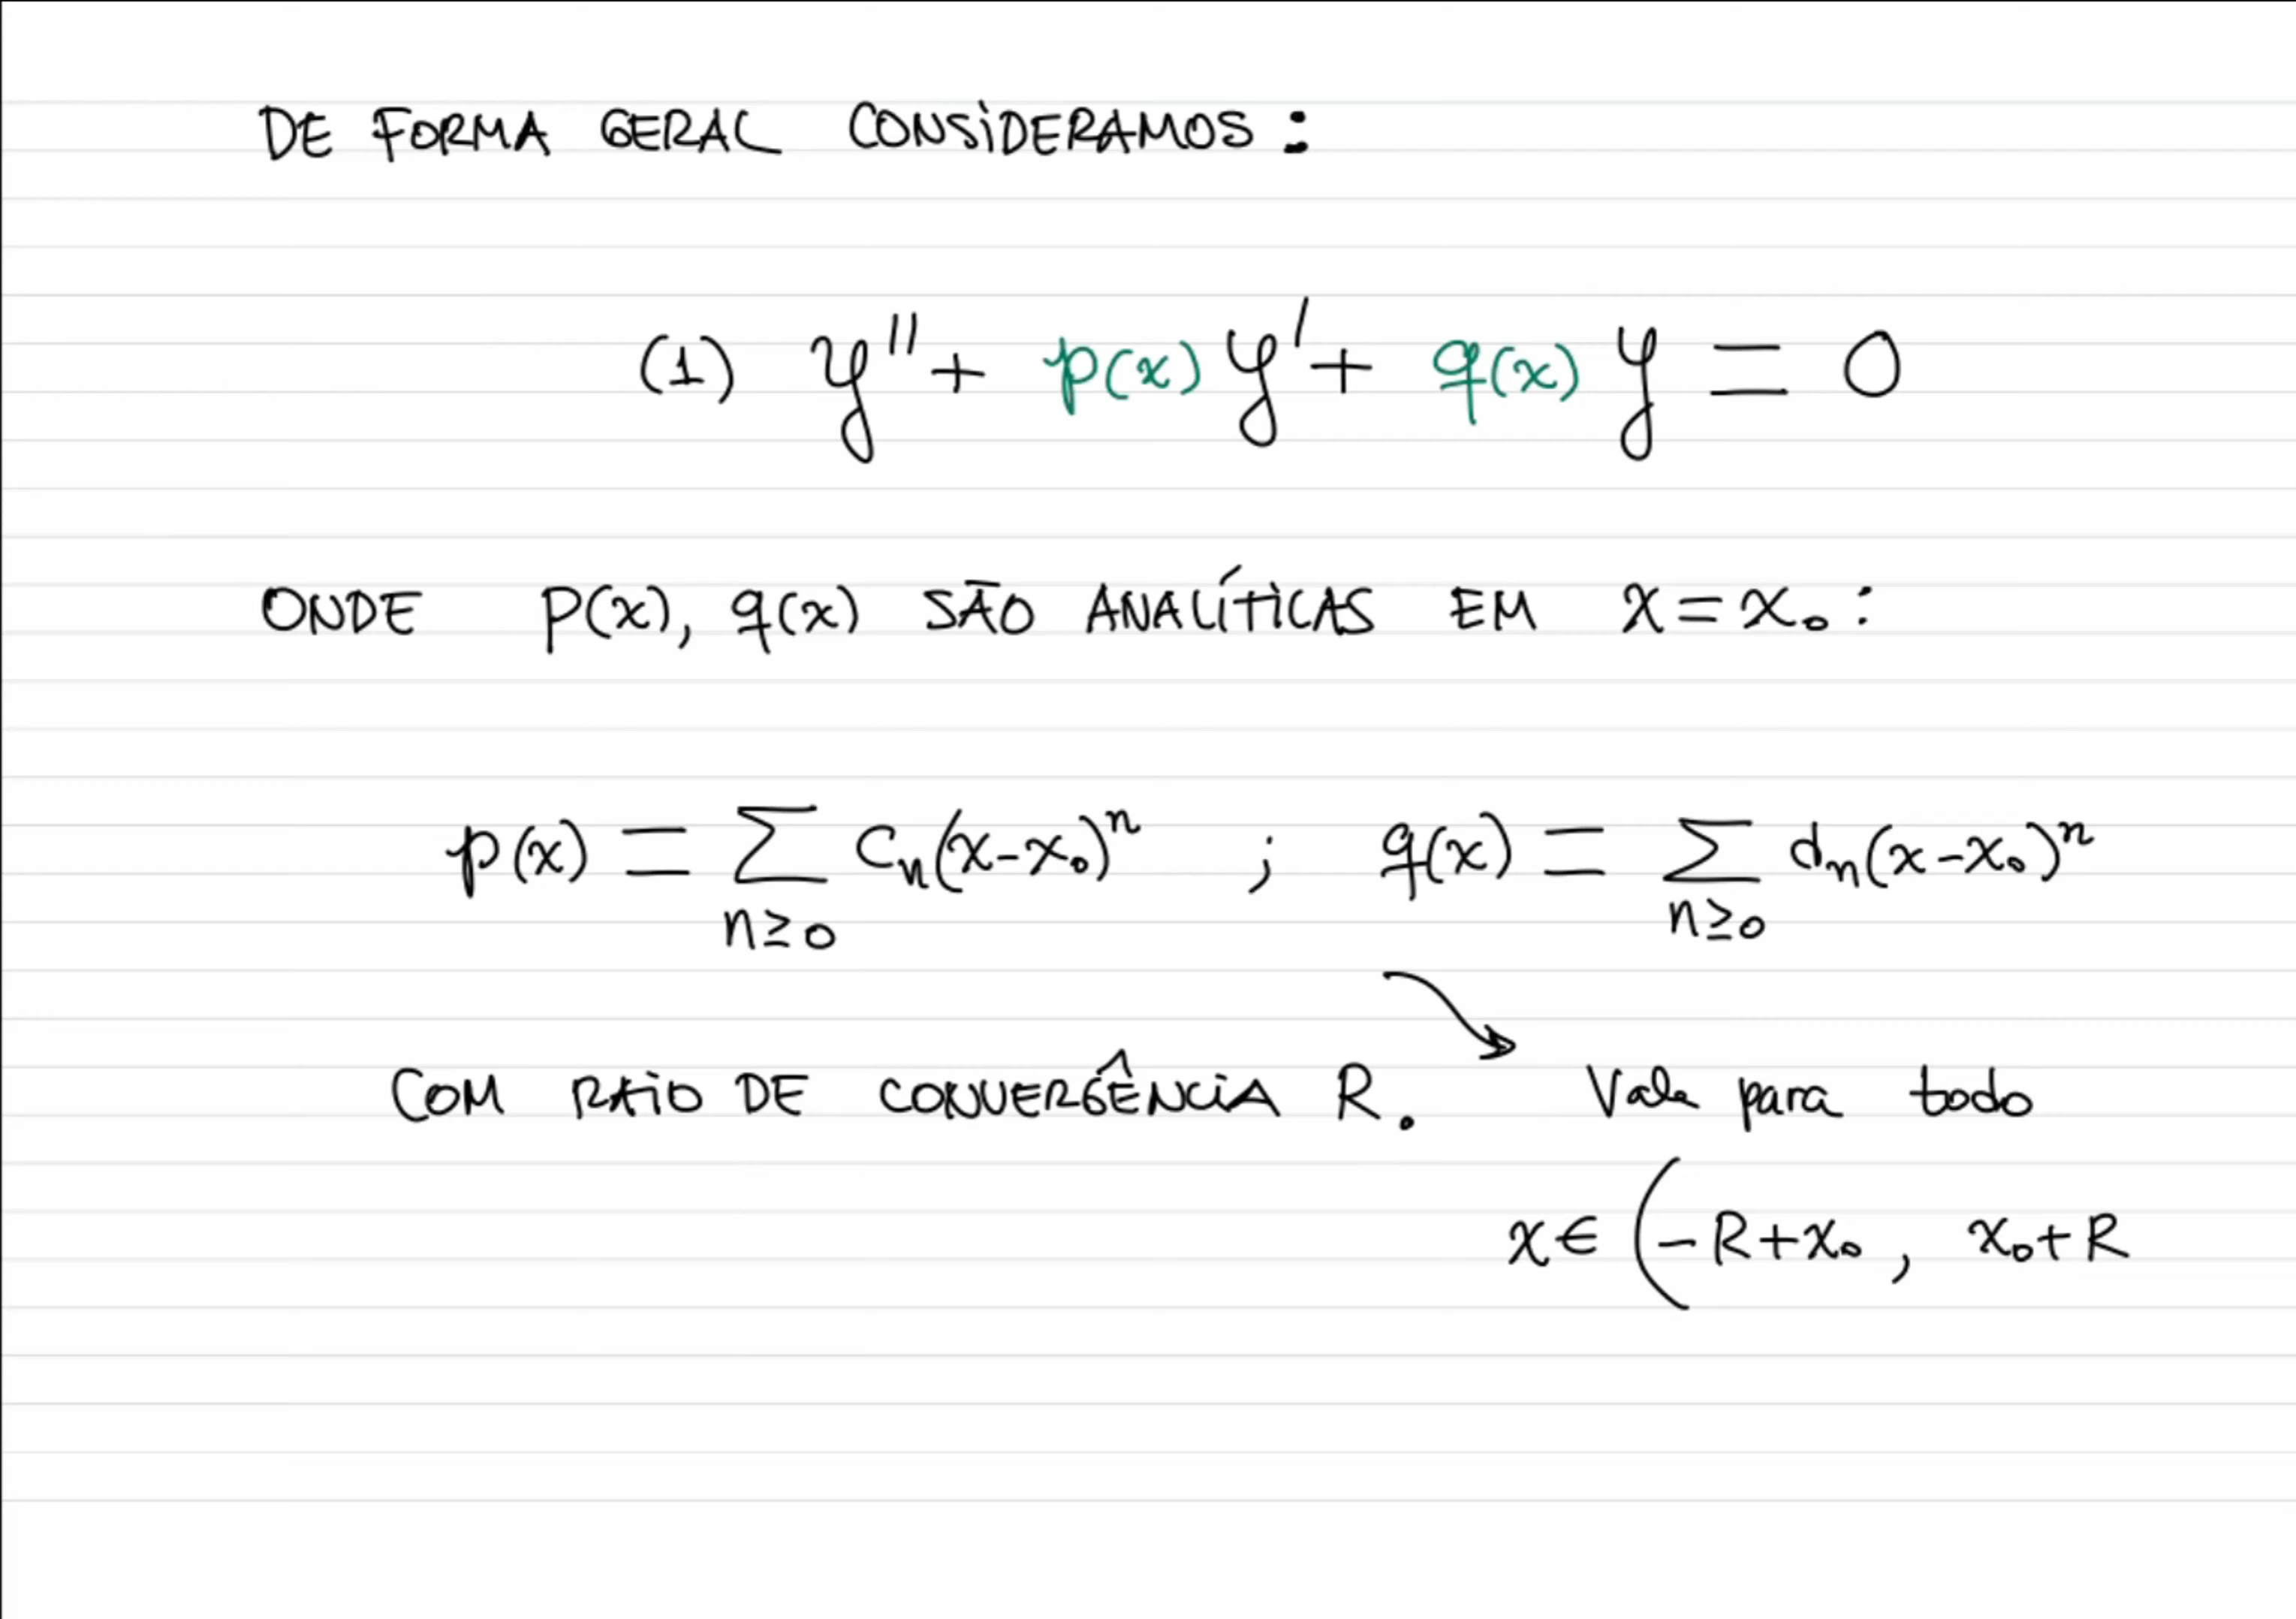 DE FORMA GERAL CONSIDERAMOS:
(1) y'' + p(x) y' + q(x) y = 0
ONDE p(x), q(x) SÃO ANALÍTICAS EM x = x₀ :
p(x) = ∑ cₙ(x-x₀)ⁿ ; q(x) = ∑ dₙ(x-x₀)ⁿ
n≥0 n≥0
COM RAIO DE CONVERGÊNCIA R. → Vale para todo
x ∈ (-R+x₀, x₀+R